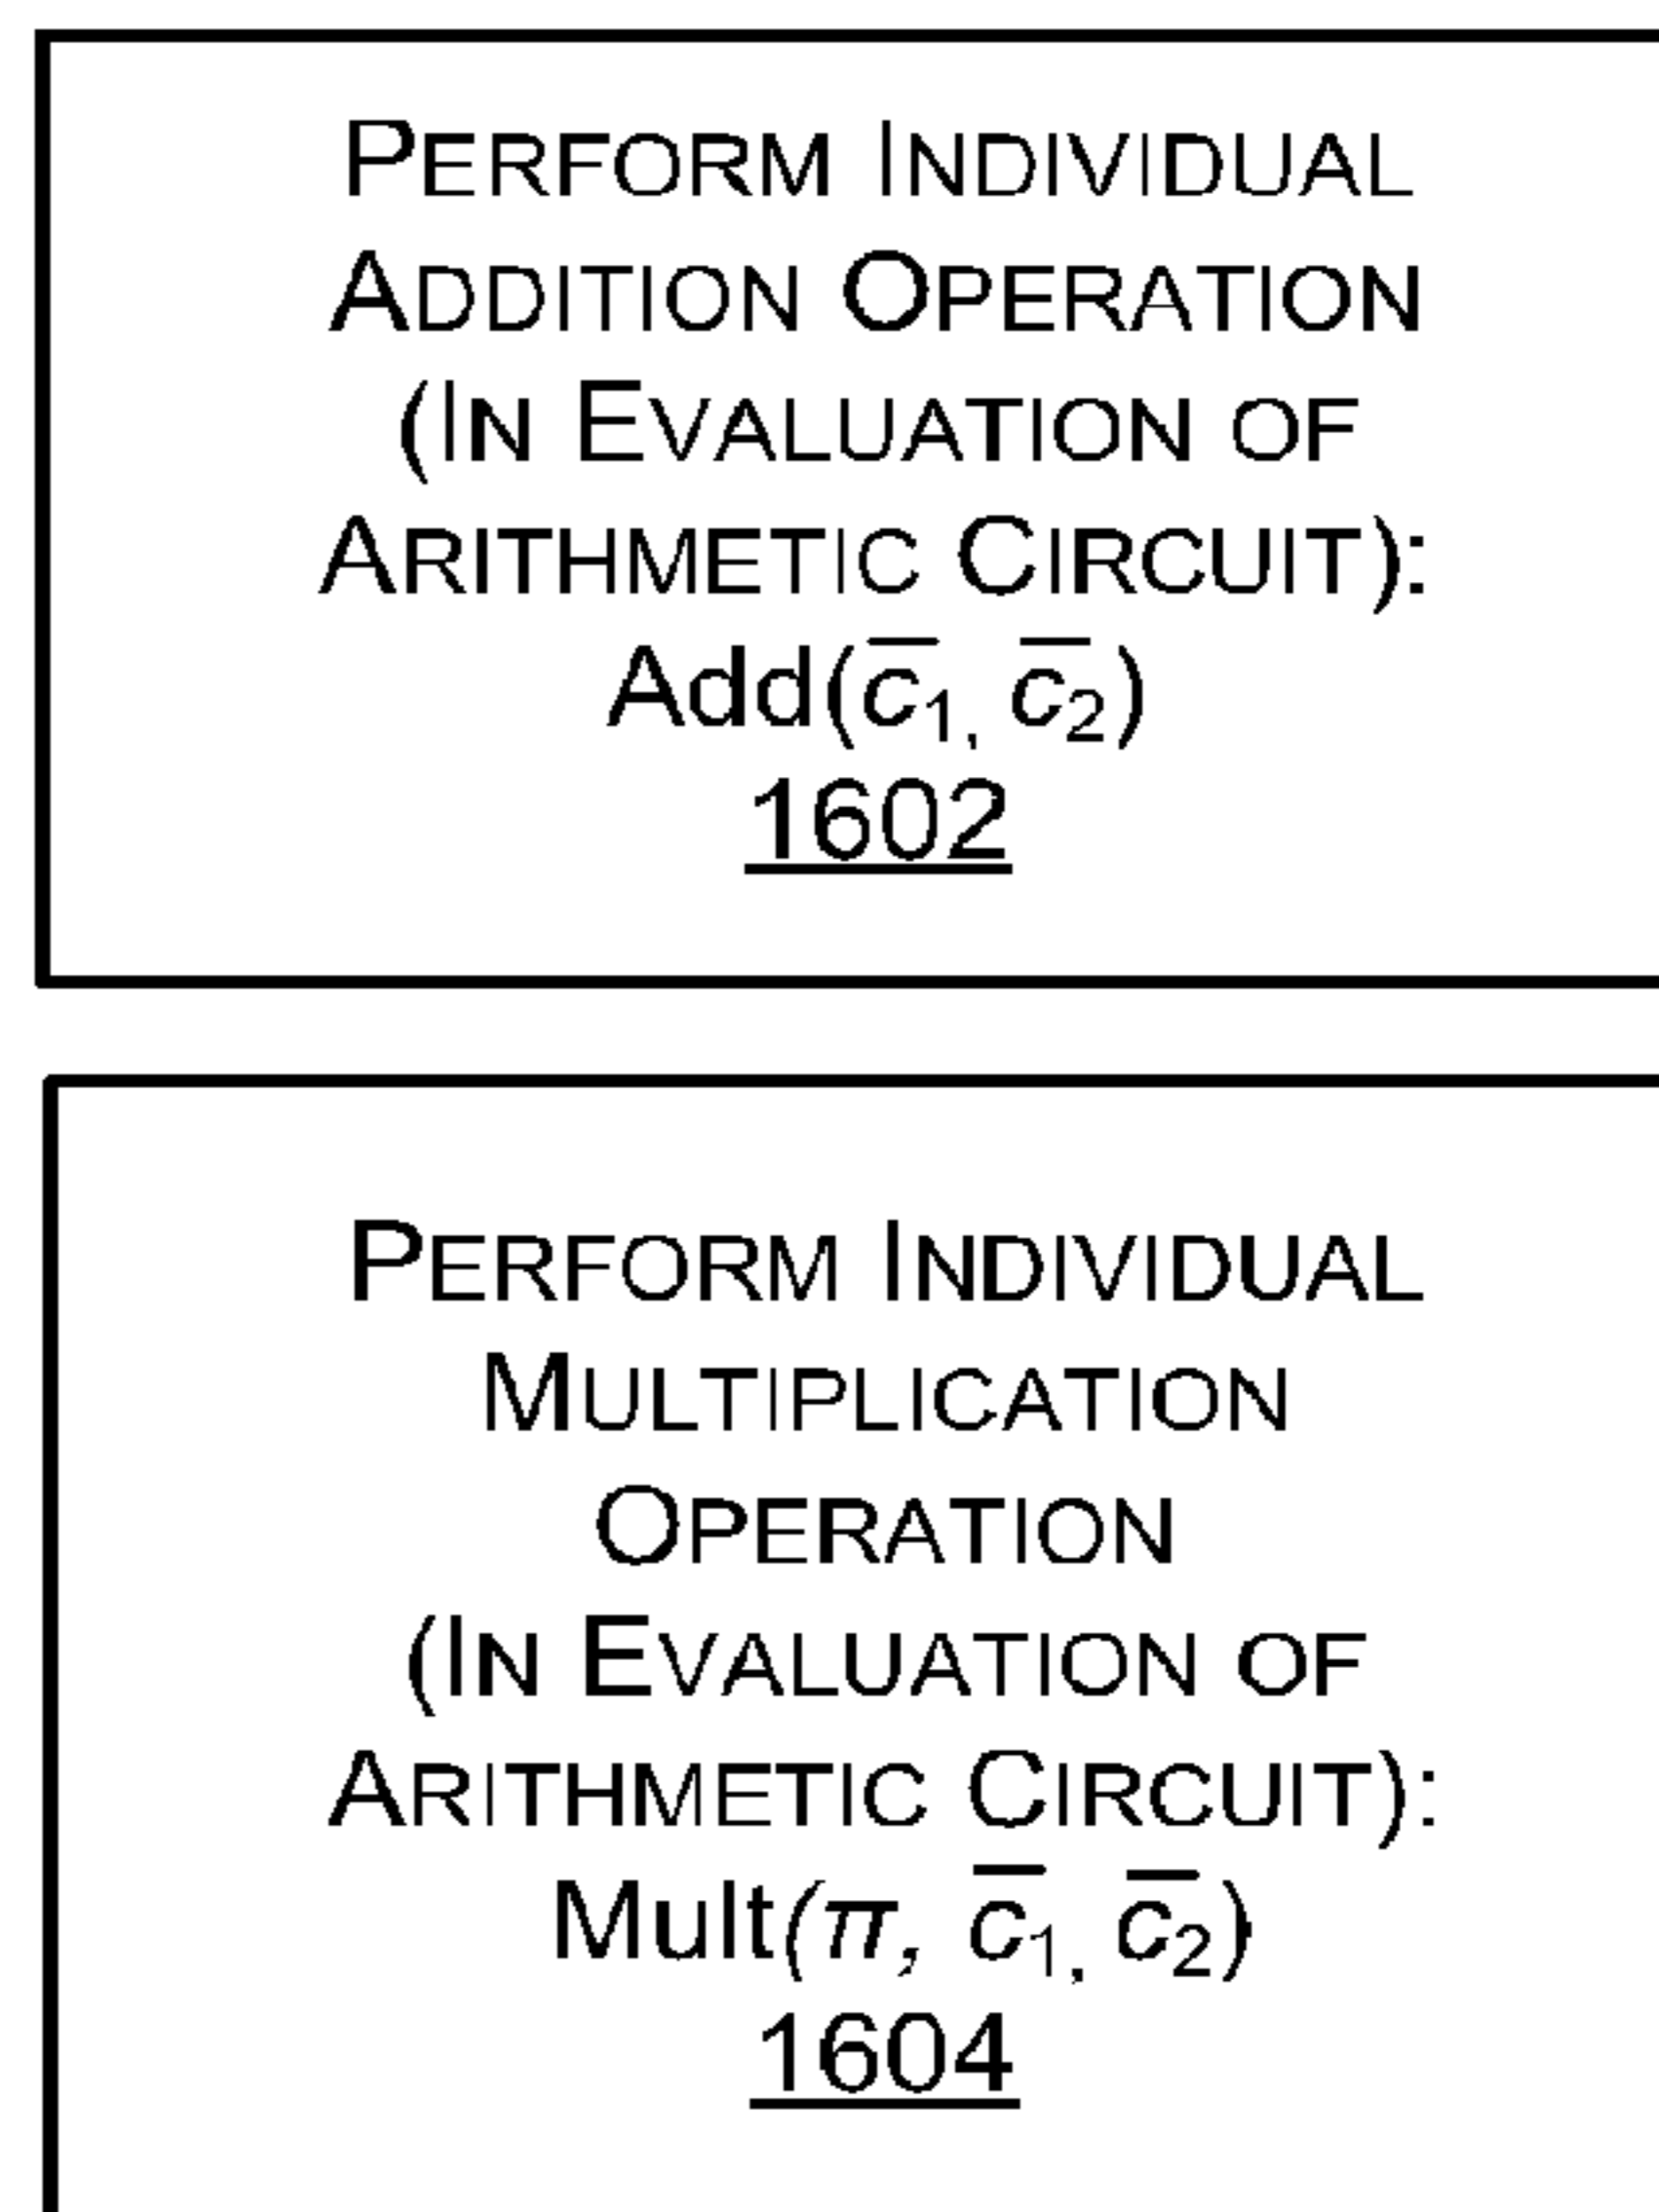 PERFORM INDIVIDUAL
ADDITION OPERATION
(IN EVALUATION OF
ARITHMETIC CIRCUIT):
Add(c̅₁, c̅₂)
1602
PERFORM INDIVIDUAL
MULTIPLICATION
OPERATION
(IN EVALUATION OF
ARITHMETIC CIRCUIT):
Mult(π, c̅₁, c̅₂)
1604